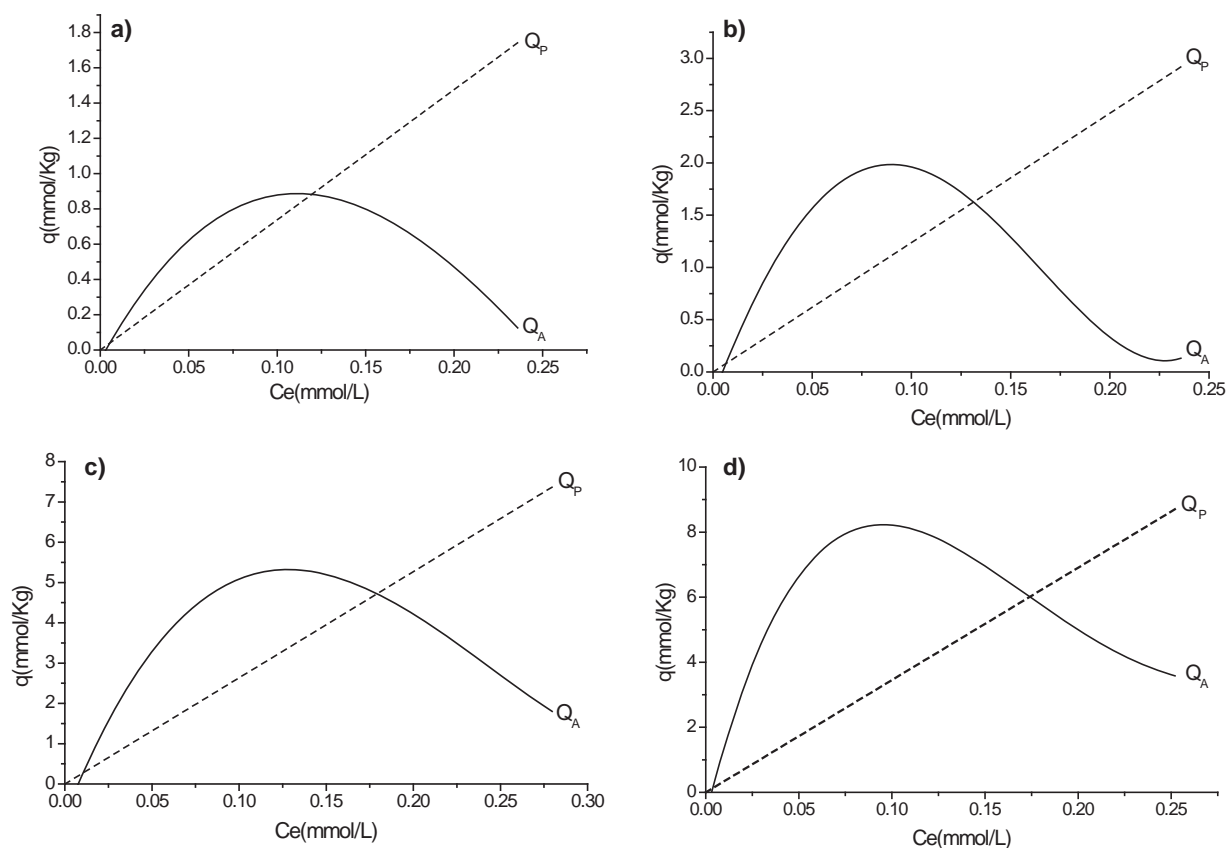 a)
1.8
1.6
1.4
1.2
1.0
0.8
0.6
0.4
0.2
0.0
q(mmol/Kg)
Q_P
Q_A
0.00 0.05 0.10 0.15 0.20 0.25
Ce(mmol/L)
b)
3.0
2.5
2.0
1.5
1.0
0.5
0.0
q(mmol/Kg)
Q_P
Q_A
0.00 0.05 0.10 0.15 0.20 0.25
Ce(mmol/L)
c)
8
7
6
5
4
3
2
1
0
q(mmol/Kg)
Q_P
Q_A
0.00 0.05 0.10 0.15 0.20 0.25 0.30
Ce(mmol/L)
d)
10
8
6
4
2
0
q(mmol/Kg)
Q_P
Q_A
0.00 0.05 0.10 0.15 0.20 0.25
Ce(mmol/L)